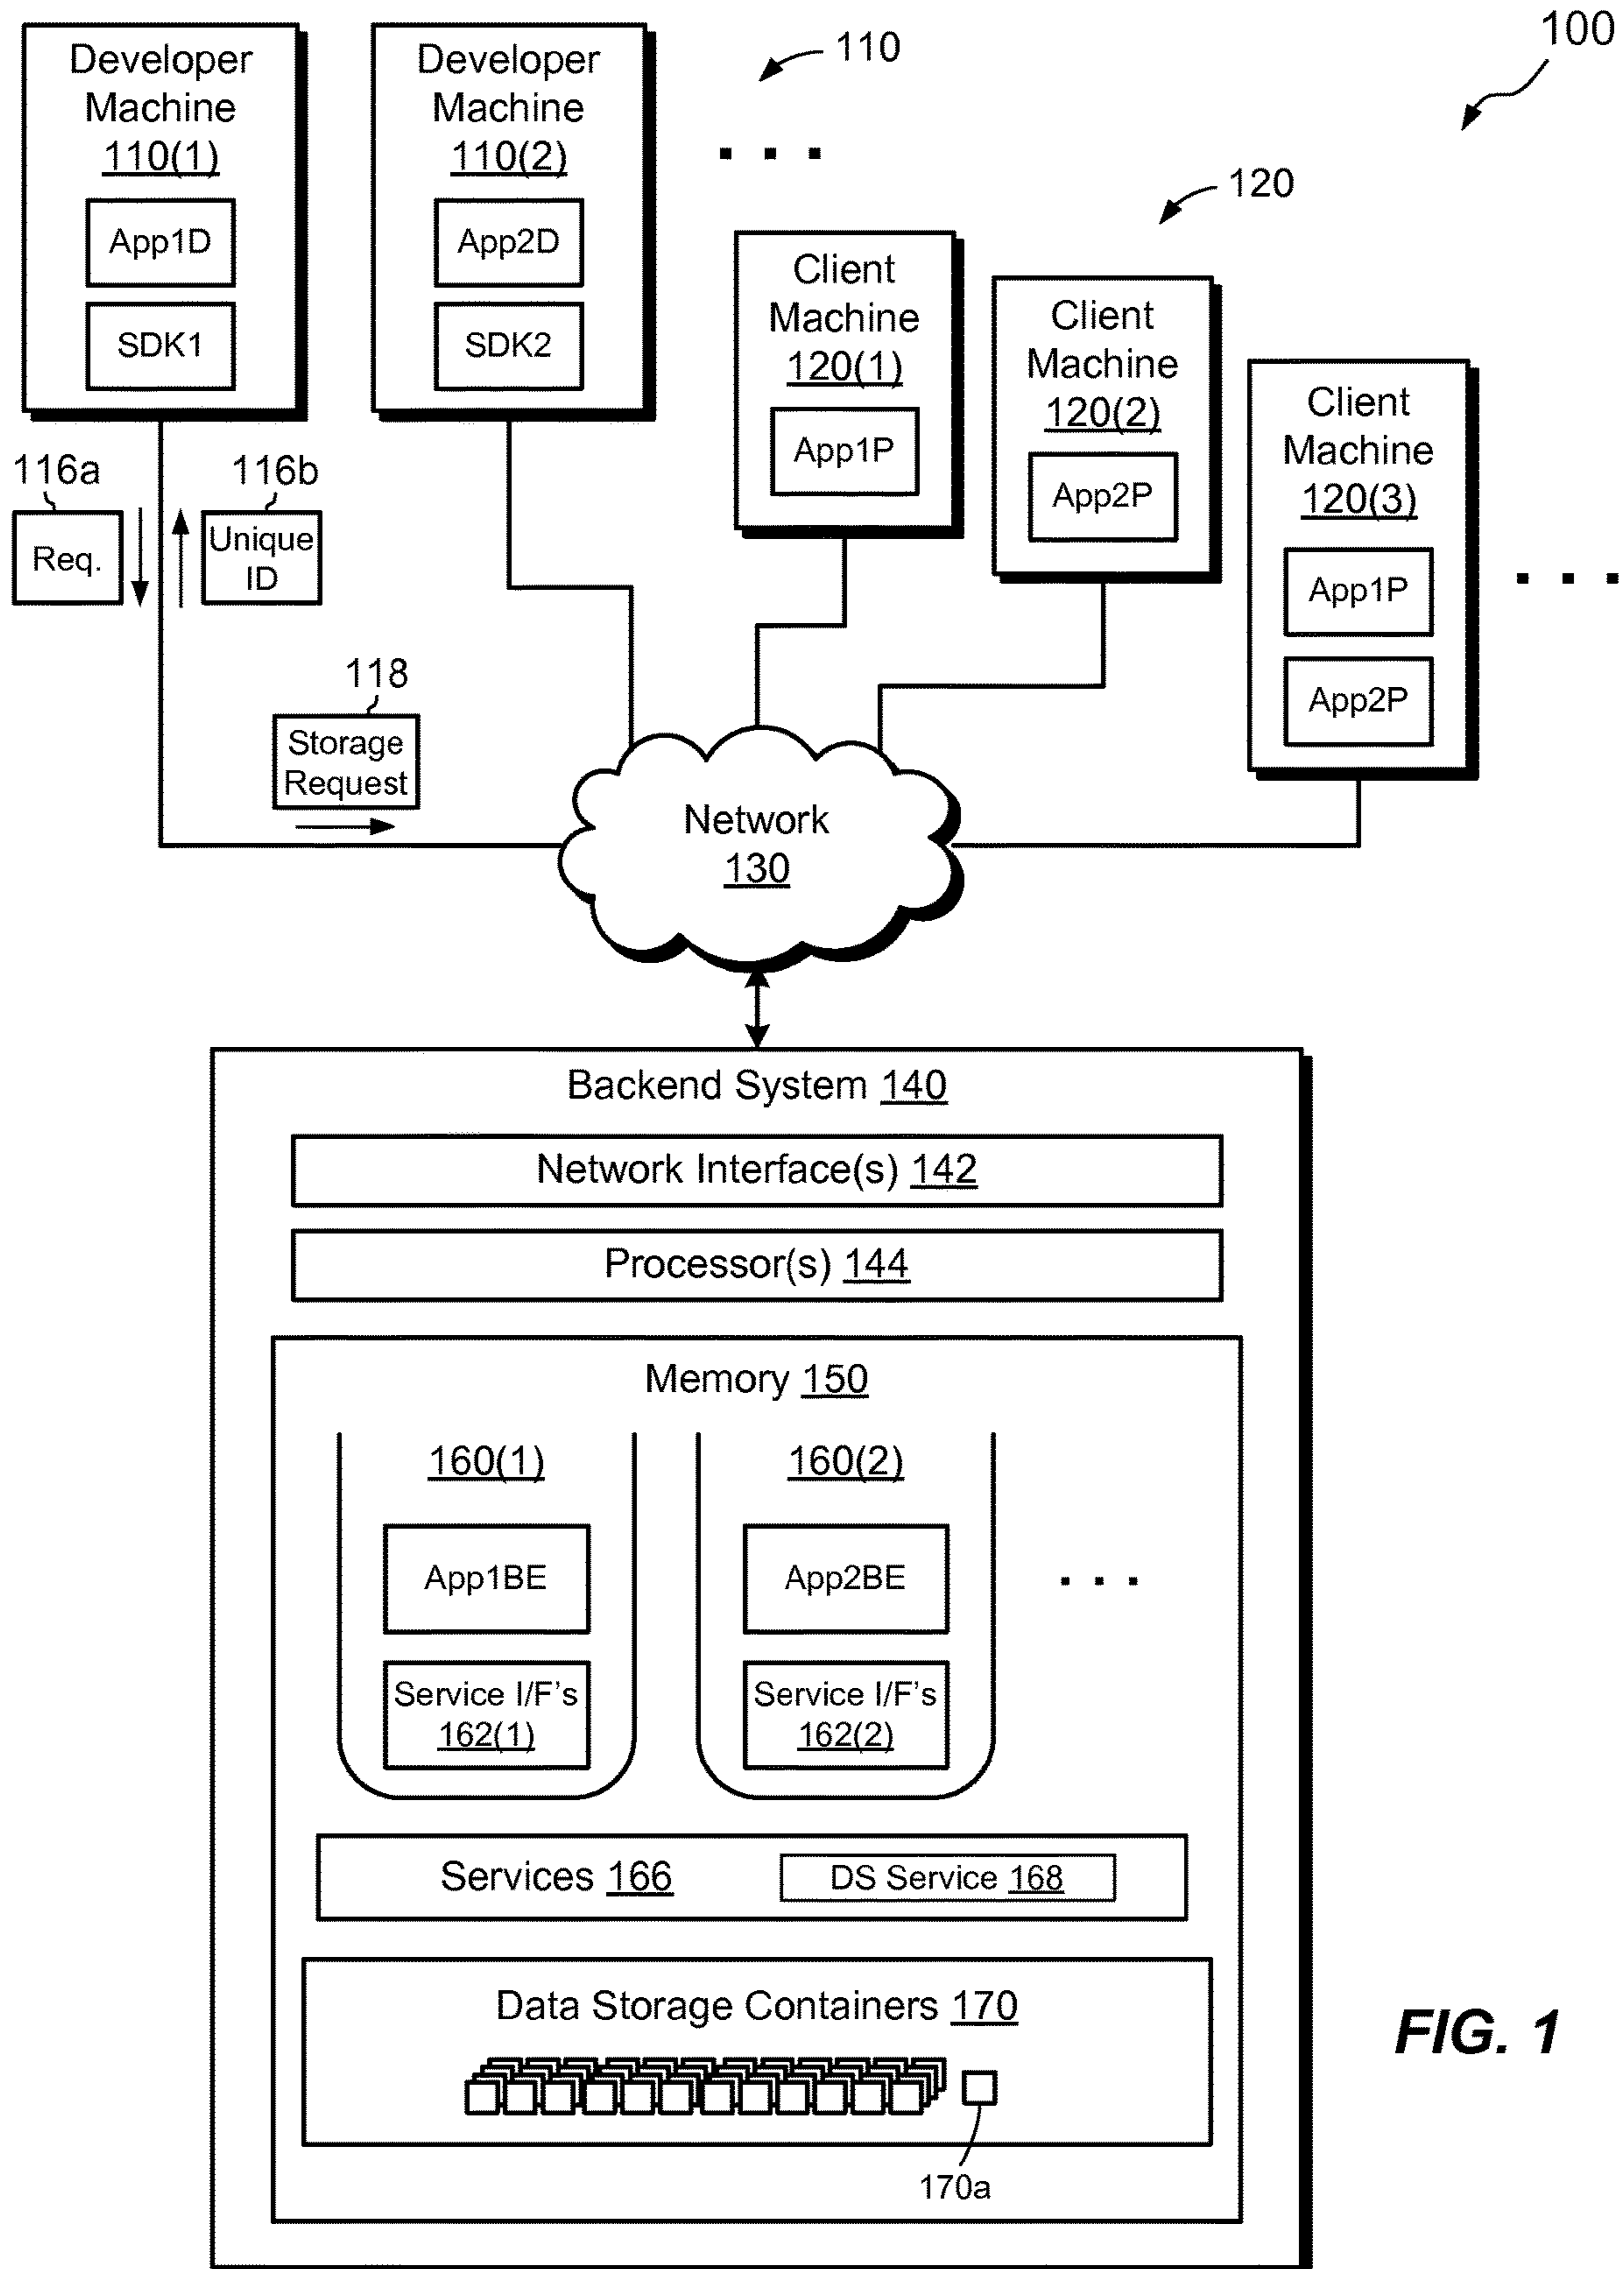 100
110
Developer
Machine
110(1)
App1D
SDK1
Developer
Machine
110(2)
App2D
SDK2
. . .
120
Client
Machine
120(1)
App1P
Client
Machine
120(2)
App2P
Client
Machine
120(3)
App1P
App2P
. . .
116a
Req.
116b
Unique
ID
118
Storage
Request
Network
130
Backend System 140
Network Interface(s) 142
Processor(s) 144
Memory 150
160(1)
App1BE
Service I/F's
162(1)
160(2)
App2BE
Service I/F's
162(2)
. . .
Services 166
DS Service 168
Data Storage Containers 170
170a
FIG. 1